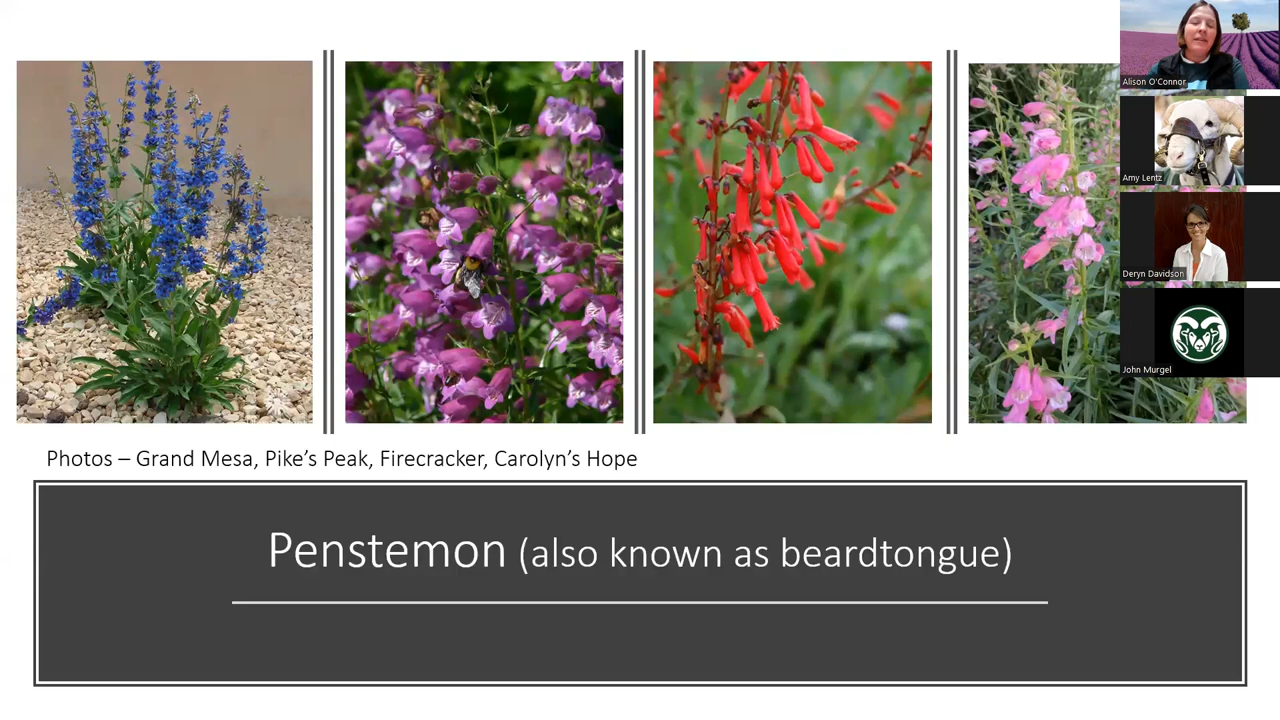 Alison O'Connor
Amy Lentz
Deryn Davidson
John Murgel
Photos – Grand Mesa, Pike's Peak, Firecracker, Carolyn's Hope
Penstemon (also known as beardtongue)